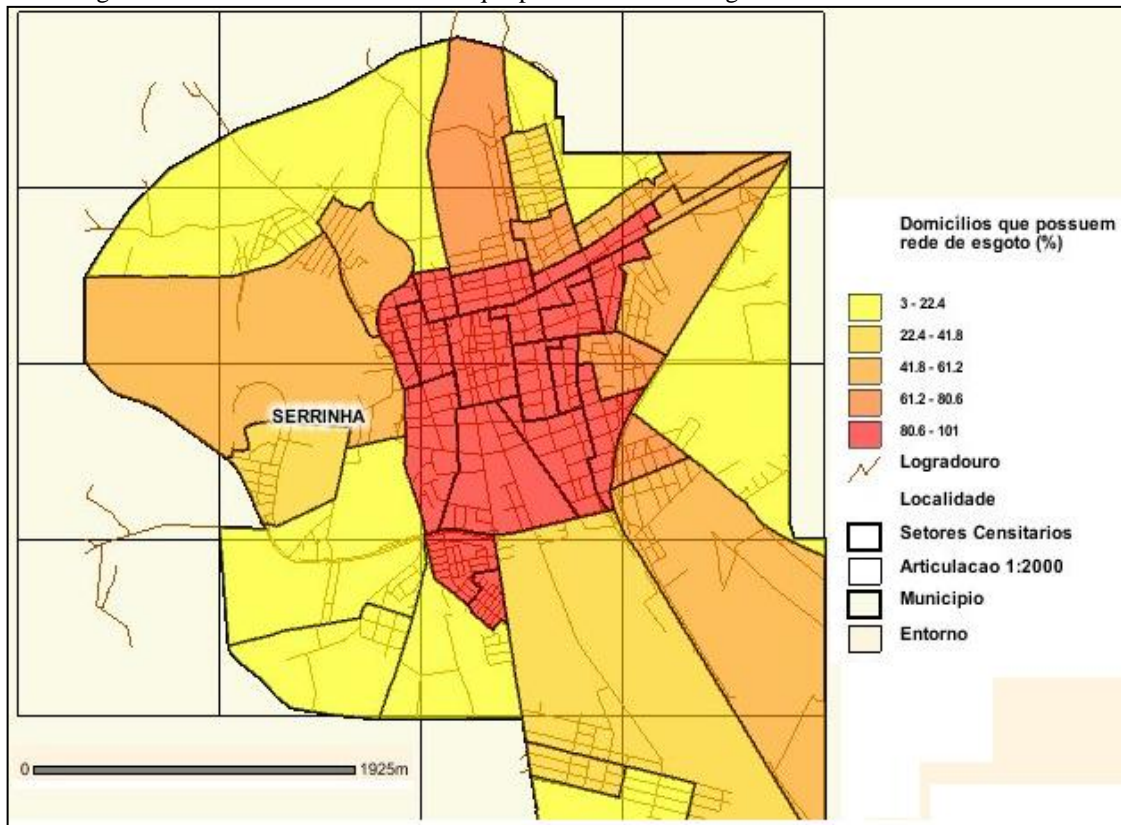 SERRINHA
0 1925m
Domicílios que possuem
rede de esgoto (%)
3 - 22.4
22.4 - 41.8
41.8 - 61.2
61.2 - 80.6
80.6 - 101
Logradouro
Localidade
Setores Censitarios
Articulacao 1:2000
Municipio
Entorno